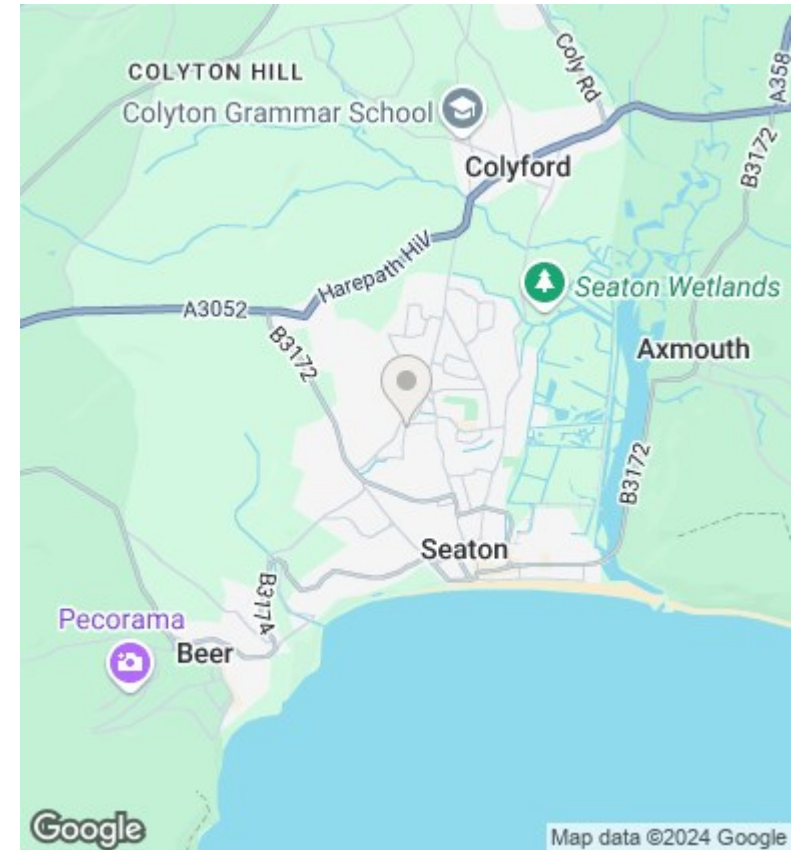 COLYTON HILL
Coly Rd
A358
Colyton Grammar School
B3172
Colyford
Harepath Hil\
Seaton Wetlands
A3052
B3172
Axmouth
B3172
Seaton
B3174
Pecorama
Beer
Google
Map data ©2024 Google